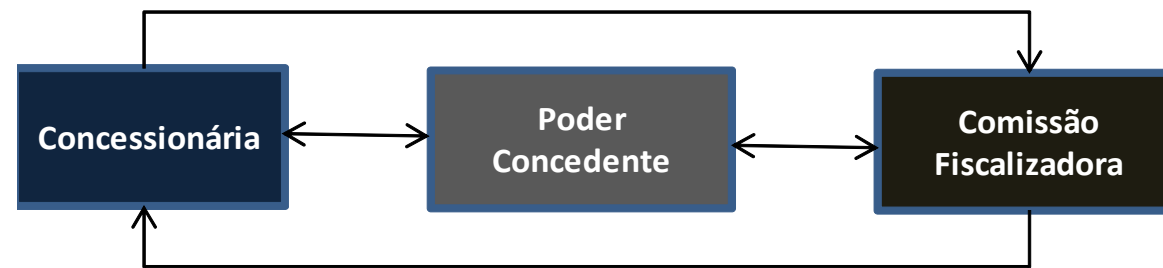 Concessionária
Poder
Concedente
Comissão
Fiscalizadora